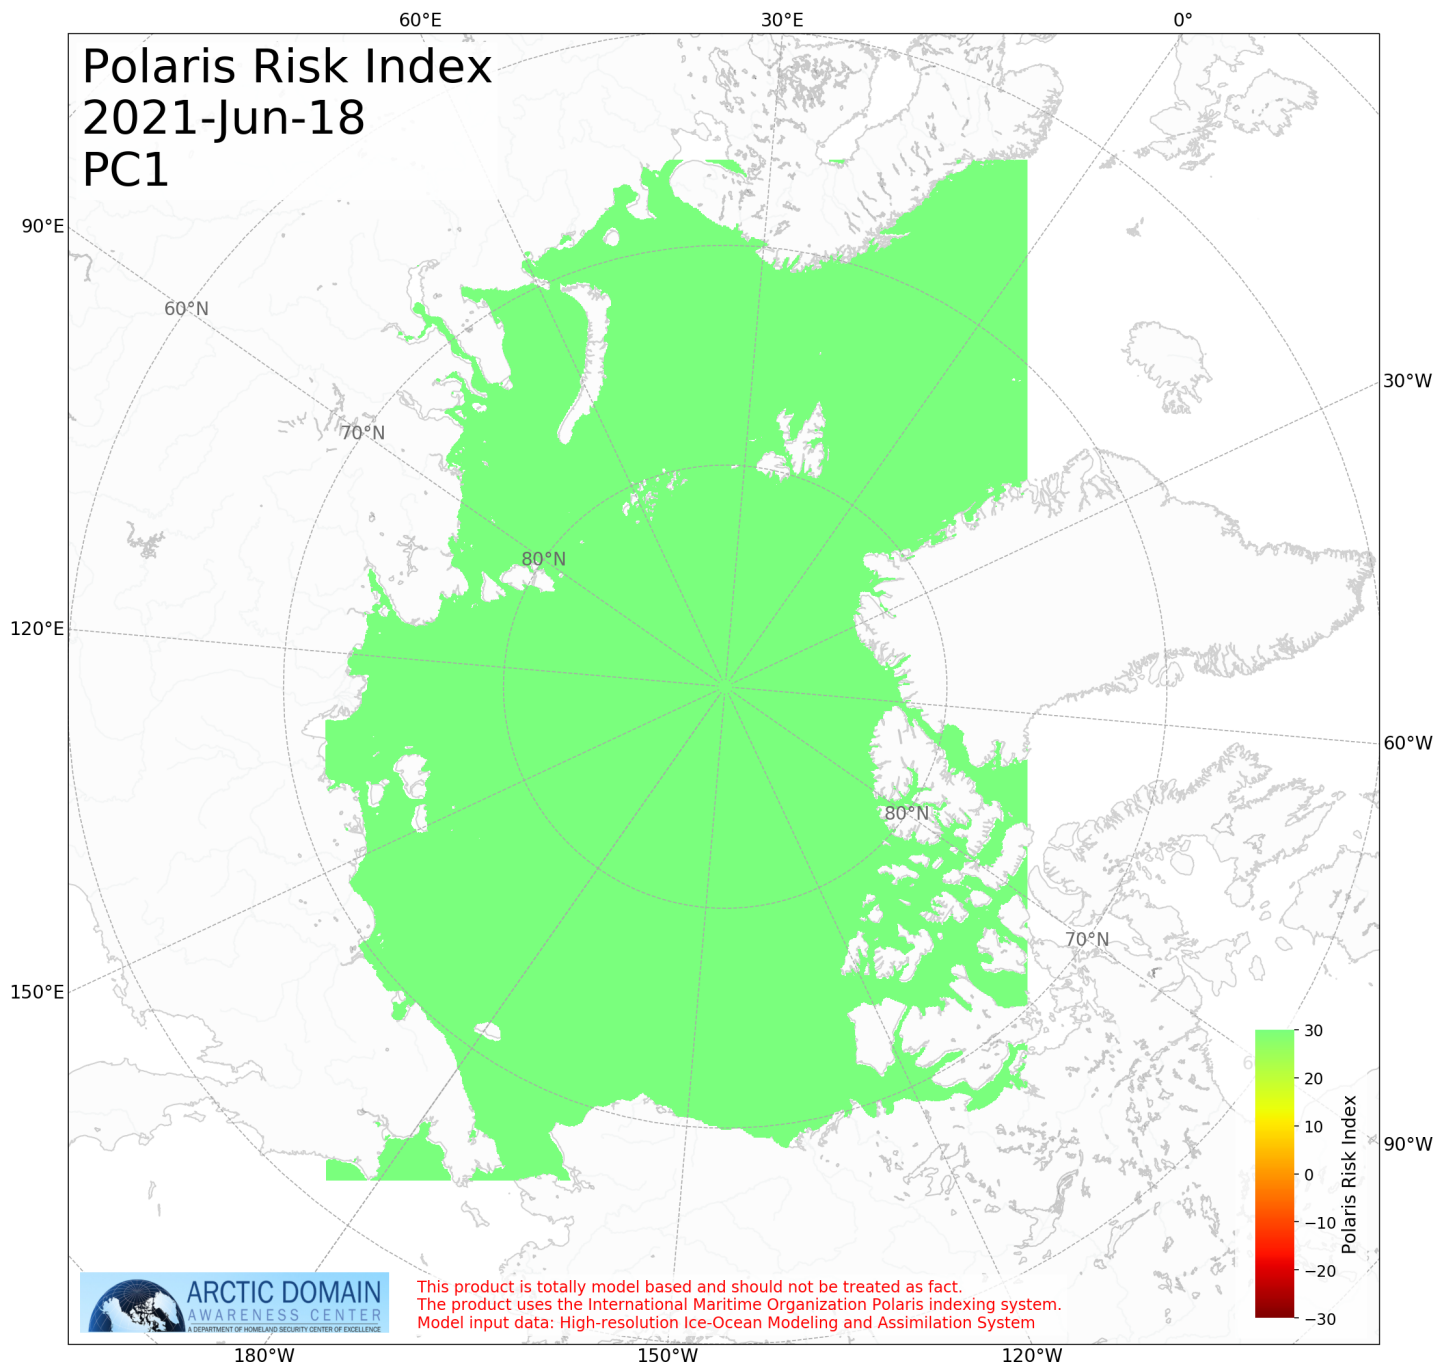 60°E 30°E 0°
Polaris Risk Index
2021-Jun-18
PC1
90°E
60°N
30°W
70°N
80°N
120°E
60°W
80°N
70°N
150°E
30
20
10
0
−10
−20
−30
Polaris Risk Index
90°W
ARCTIC DOMAIN
AWARENESS CENTER
A DEPARTMENT OF HOMELAND SECURITY CENTER OF EXCELLENCE
This product is totally model based and should not be treated as fact.
The product uses the International Maritime Organization Polaris indexing system.
Model input data: High-resolution Ice-Ocean Modeling and Assimilation System
180°W 150°W 120°W